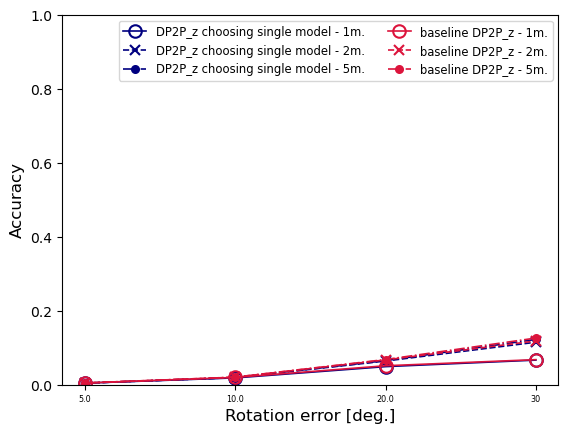 1.0
0.8
0.6
0.4
0.2
0.0
Accuracy
DP2P_z choosing single model - 1m.
DP2P_z choosing single model - 2m.
DP2P_z choosing single model - 5m.
baseline DP2P_z - 1m.
baseline DP2P_z - 2m.
baseline DP2P_z - 5m.
5.0 10.0 20.0 30
Rotation error [deg.]